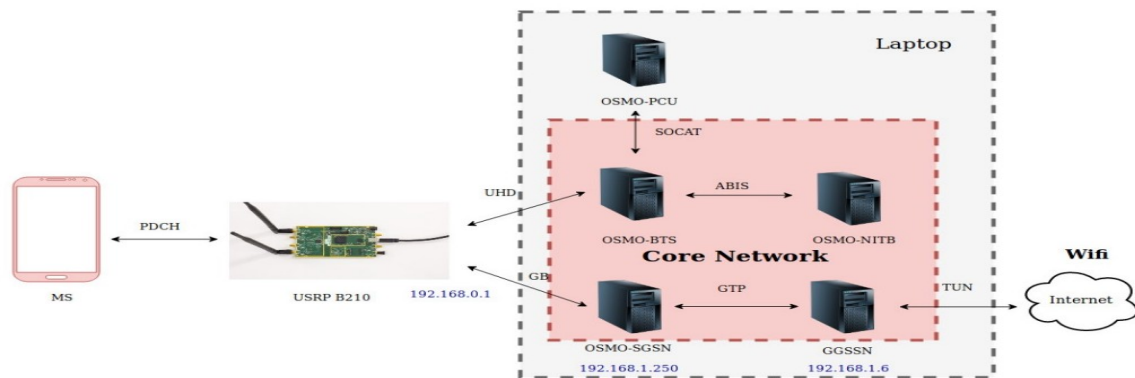 Laptop
OSMO-PCU
SOCAT
UHD
ABIS
PDCH
OSMO-BTS
OSMO-NITB
Core Network
Wifi
GB
GTP
TUN
Internet
MS
USRP B210
192.168.0.1
OSMO-SGSN
GGSSN
192.168.1.250
192.168.1.6